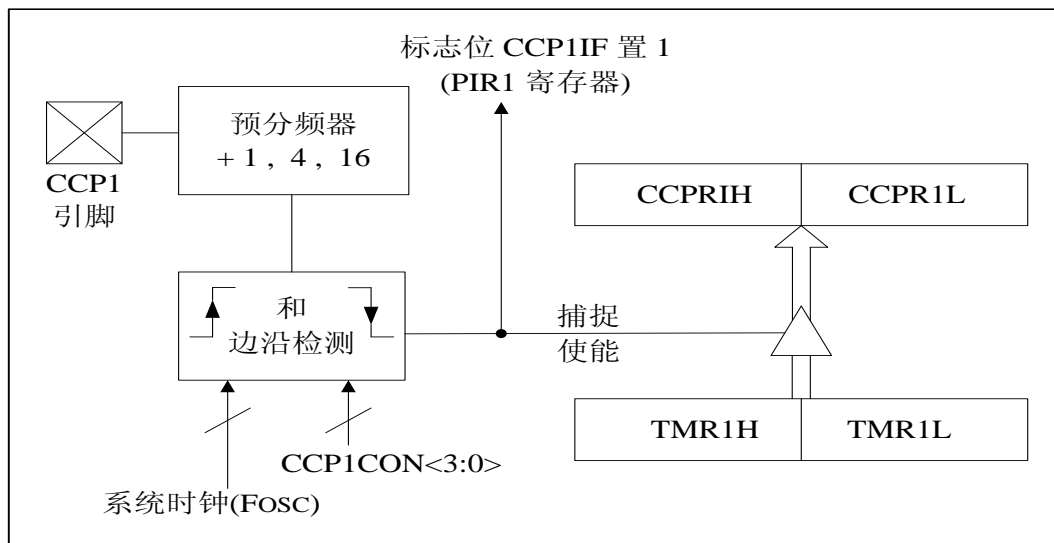 标志位 CCP1IF 置 1
(PIR1 寄存器)
预分频器
+ 1 , 4 , 16
CCP1
引脚
CCPRIH
CCPR1L
和
边沿检测
捕捉
使能
TMR1H
TMR1L
CCP1CON<3:0>
系统时钟(FOSC)